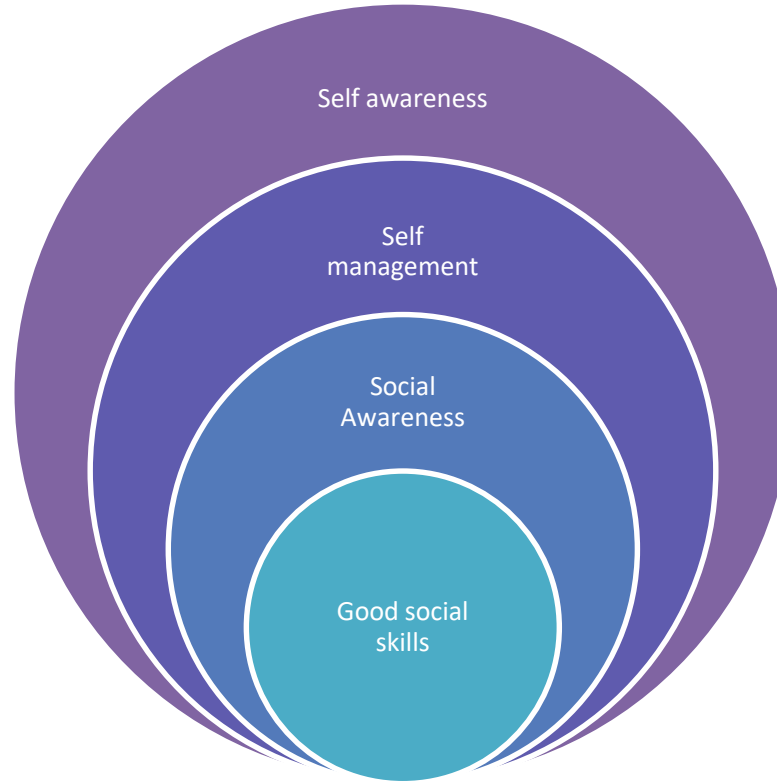 Self awareness
Self
management
Social
Awareness
Good social
skills